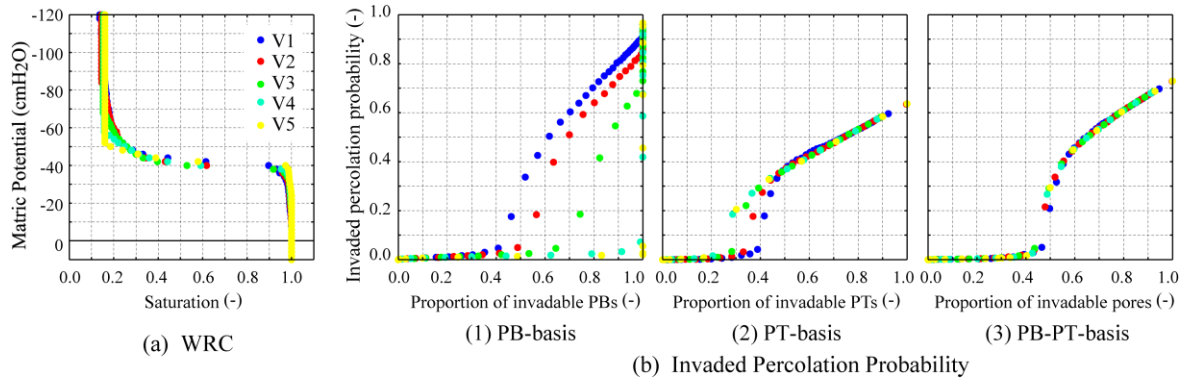 -120
-100
-80
-60
-40
-20
0
Matric Potential (cmH2O)
0.0 0.2 0.4 0.6 0.8 1.0
Saturation (-)
V1
V2
V3
V4
V5
(a) WRC
1.0
0.8
0.6
0.4
0.2
0.0
Invaded percolation probability (-)
0.0 0.2 0.4 0.6 0.8 1.0
Proportion of invadable PBs (-)
(1) PB-basis
0.0 0.2 0.4 0.6 0.8 1.0
Proportion of invadable PTs (-)
(2) PT-basis
0.0 0.2 0.4 0.6 0.8 1.0
Proportion of invadable pores (-)
(3) PB-PT-basis
(b) Invaded Percolation Probability